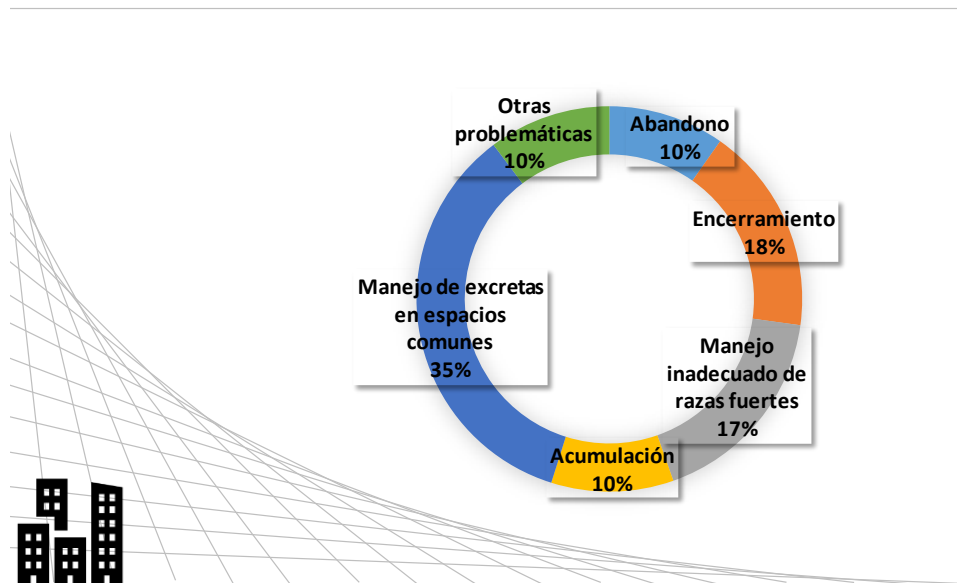 Otras
problemáticas
10%
Abandono
10%
Encerramiento
18%
Manejo de excretas
en espacios
comunes
35%
Manejo
inadecuado de
razas fuertes
17%
Acumulación
10%